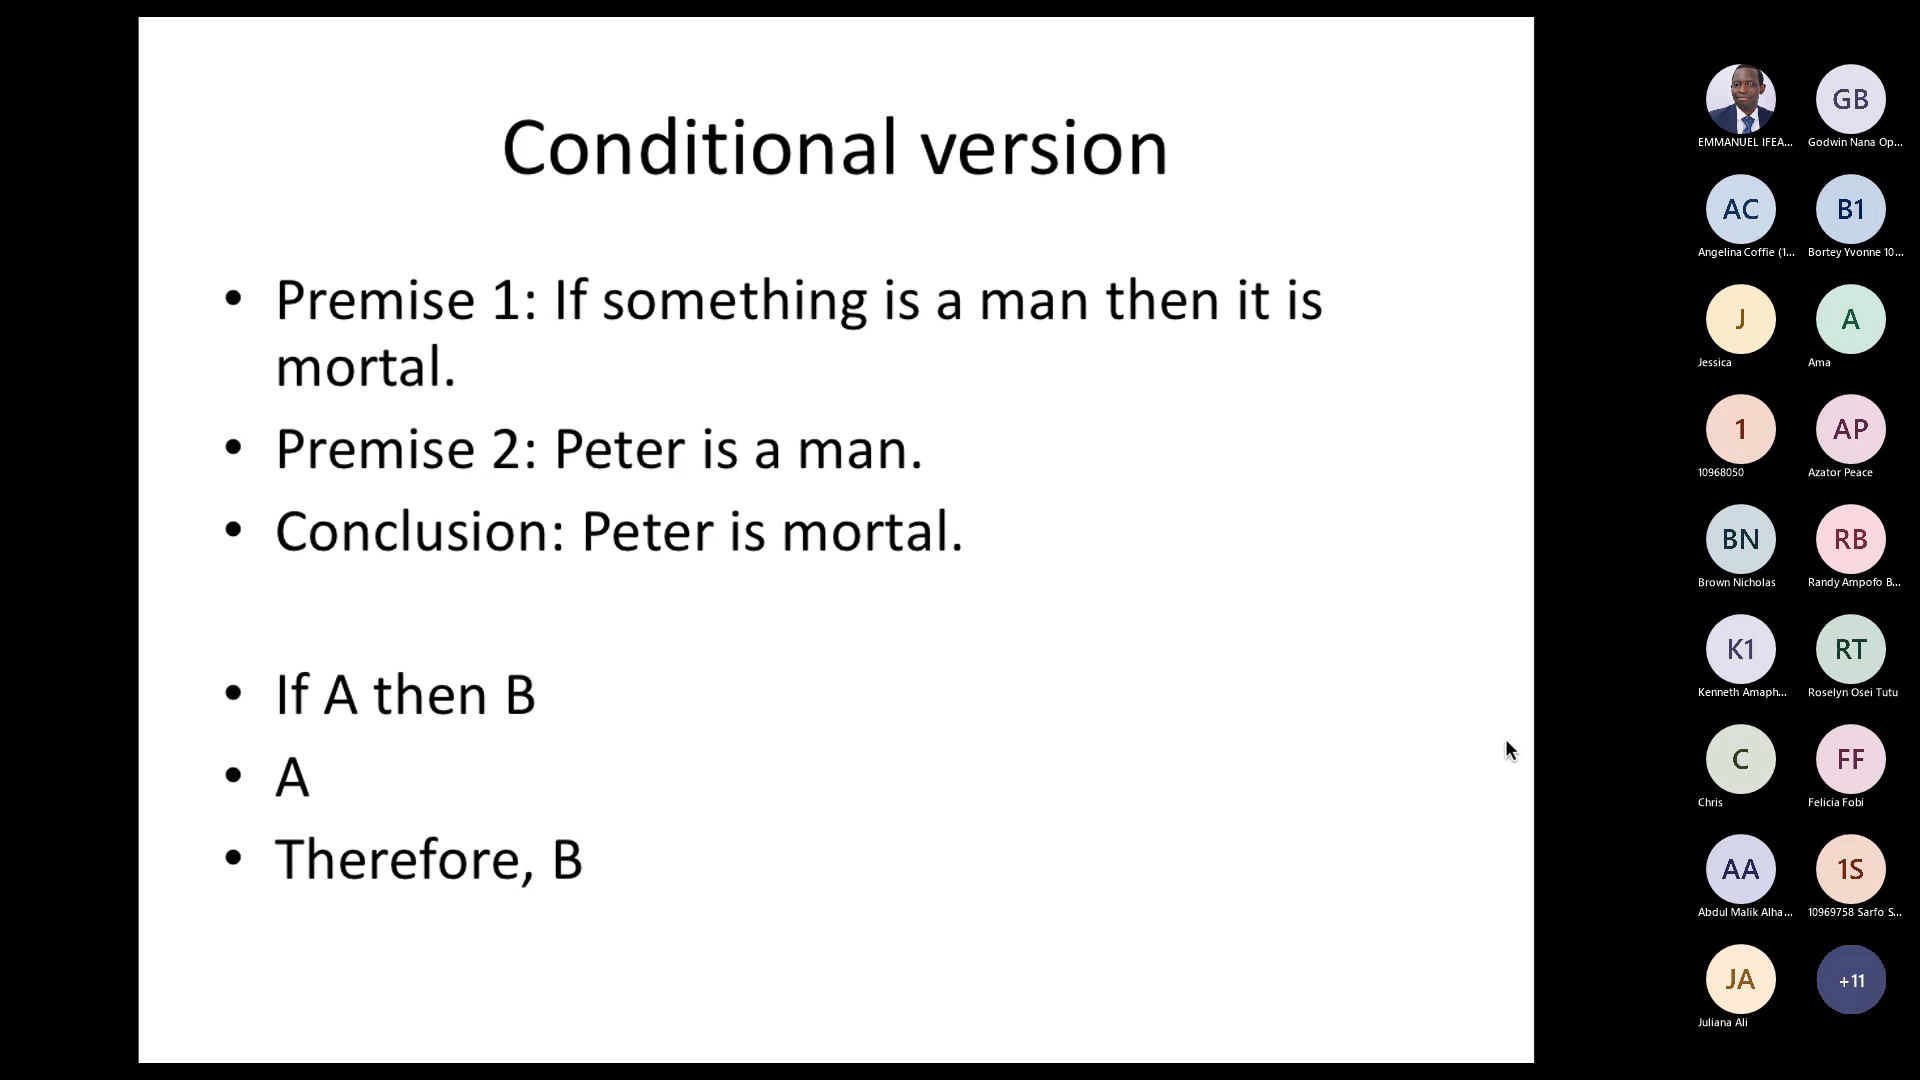 Conditional version
• Premise 1: If something is a man then it is
mortal.
• Premise 2: Peter is a man.
• Conclusion: Peter is mortal.
• If A then B
• A
• Therefore, B
EMMANUEL IFEA...
GB
Godwin Nana Op...
AC
Angelina Coffie (1...
B1
Bortey Yvonne 10...
J
Jessica
A
Ama
1
10968050
AP
Azator Peace
BN
Brown Nicholas
RB
Randy Ampofo B...
K1
Kenneth Amaph...
RT
Roselyn Osei Tutu
C
Chris
FF
Felicia Fobi
AA
Abdul Malik Alha...
1S
10969758 Sarfo S...
JA
Juliana Ali
+11